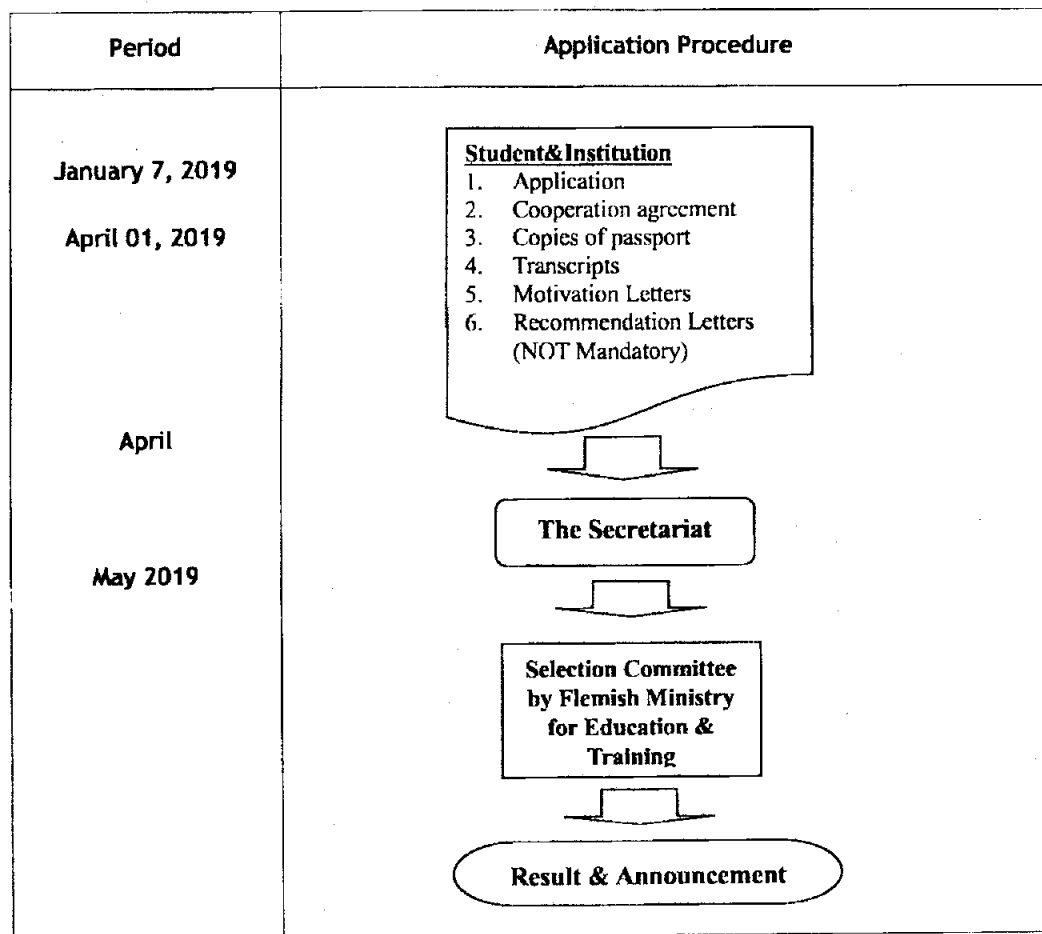 Period
Application Procedure
January 7, 2019
April 01, 2019
Student&Institution
1. Application
2. Cooperation agreement
3. Copies of passport
4. Transcripts
5. Motivation Letters
6. Recommendation Letters
(NOT Mandatory)
April
The Secretariat
May 2019
Selection Committee
by Flemish Ministry
for Education &
Training
Result & Announcement